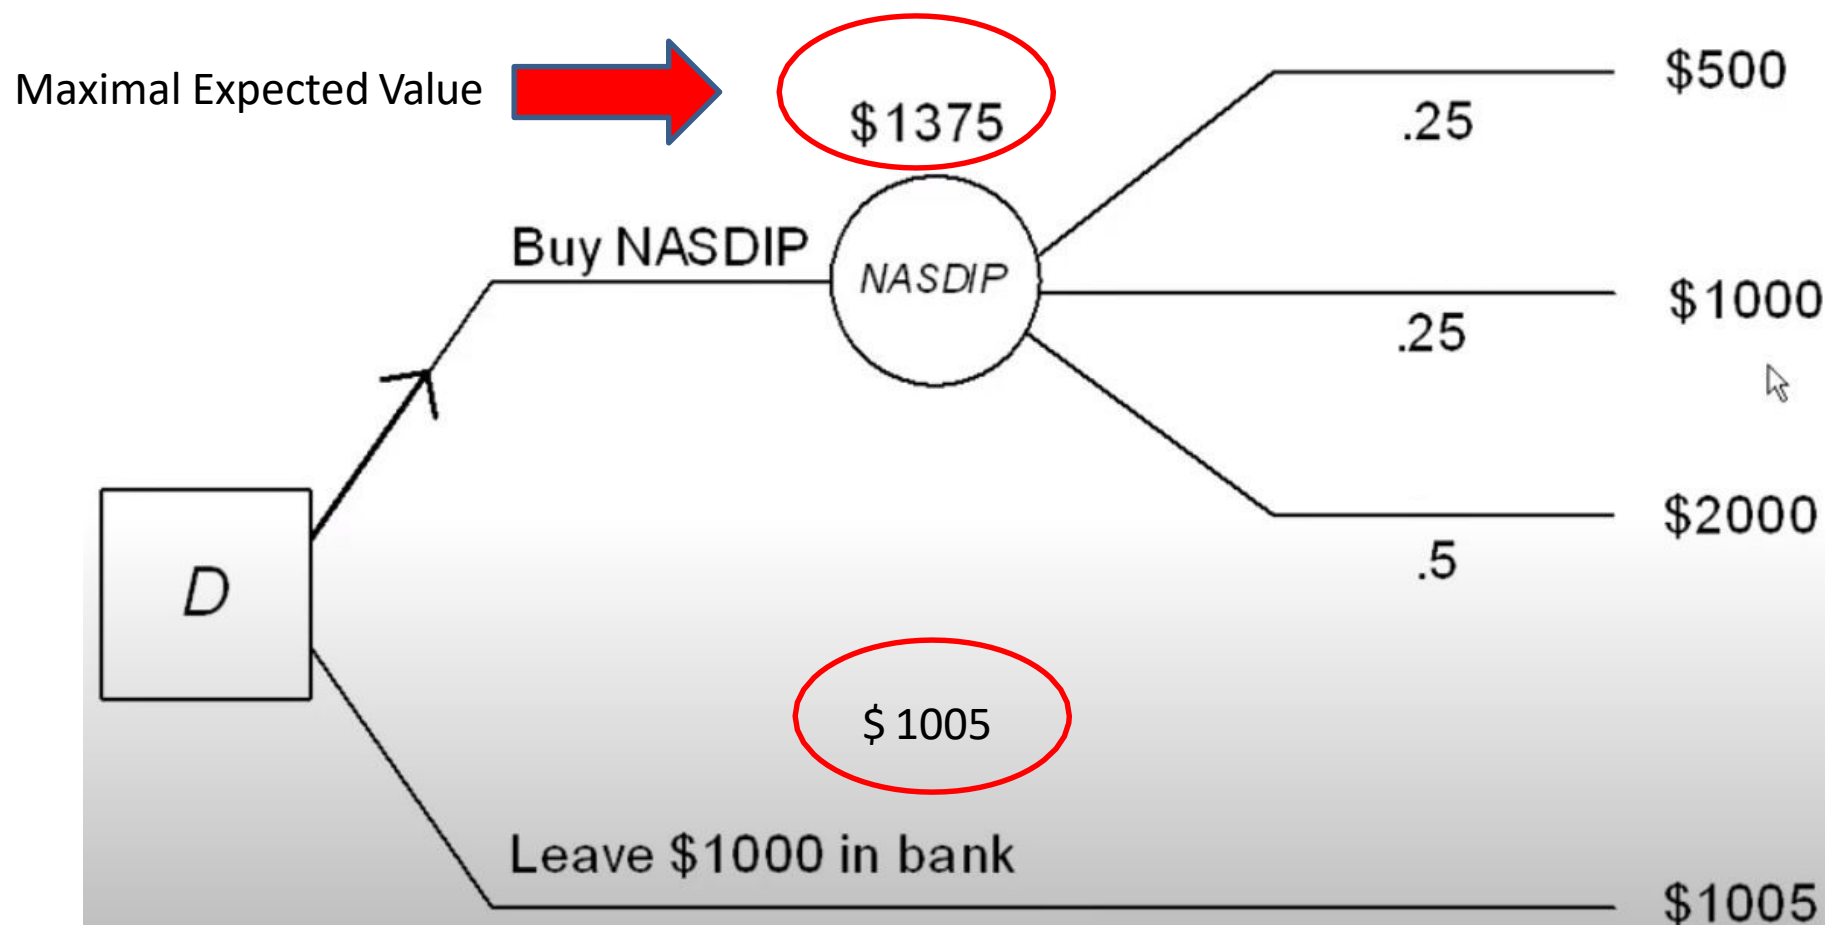 Maximal Expected Value
$1375
$500
.25
Buy NASDIP
NASDIP
$1000
.25
$2000
.5
D
$ 1005
Leave $1000 in bank
$1005